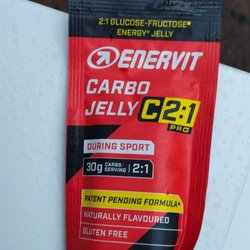 2:1 GLUCOSE-FRUCTOSE*
ENERGY* JELLY
ENERVIT
CARBO
JELLY C2:1
PRO
DURING SPORT
30g CARBS/ SERVING 2:1
PATENT PENDING FORMULA▲
NATURALLY FLAVOURED
GLUTEN FREE